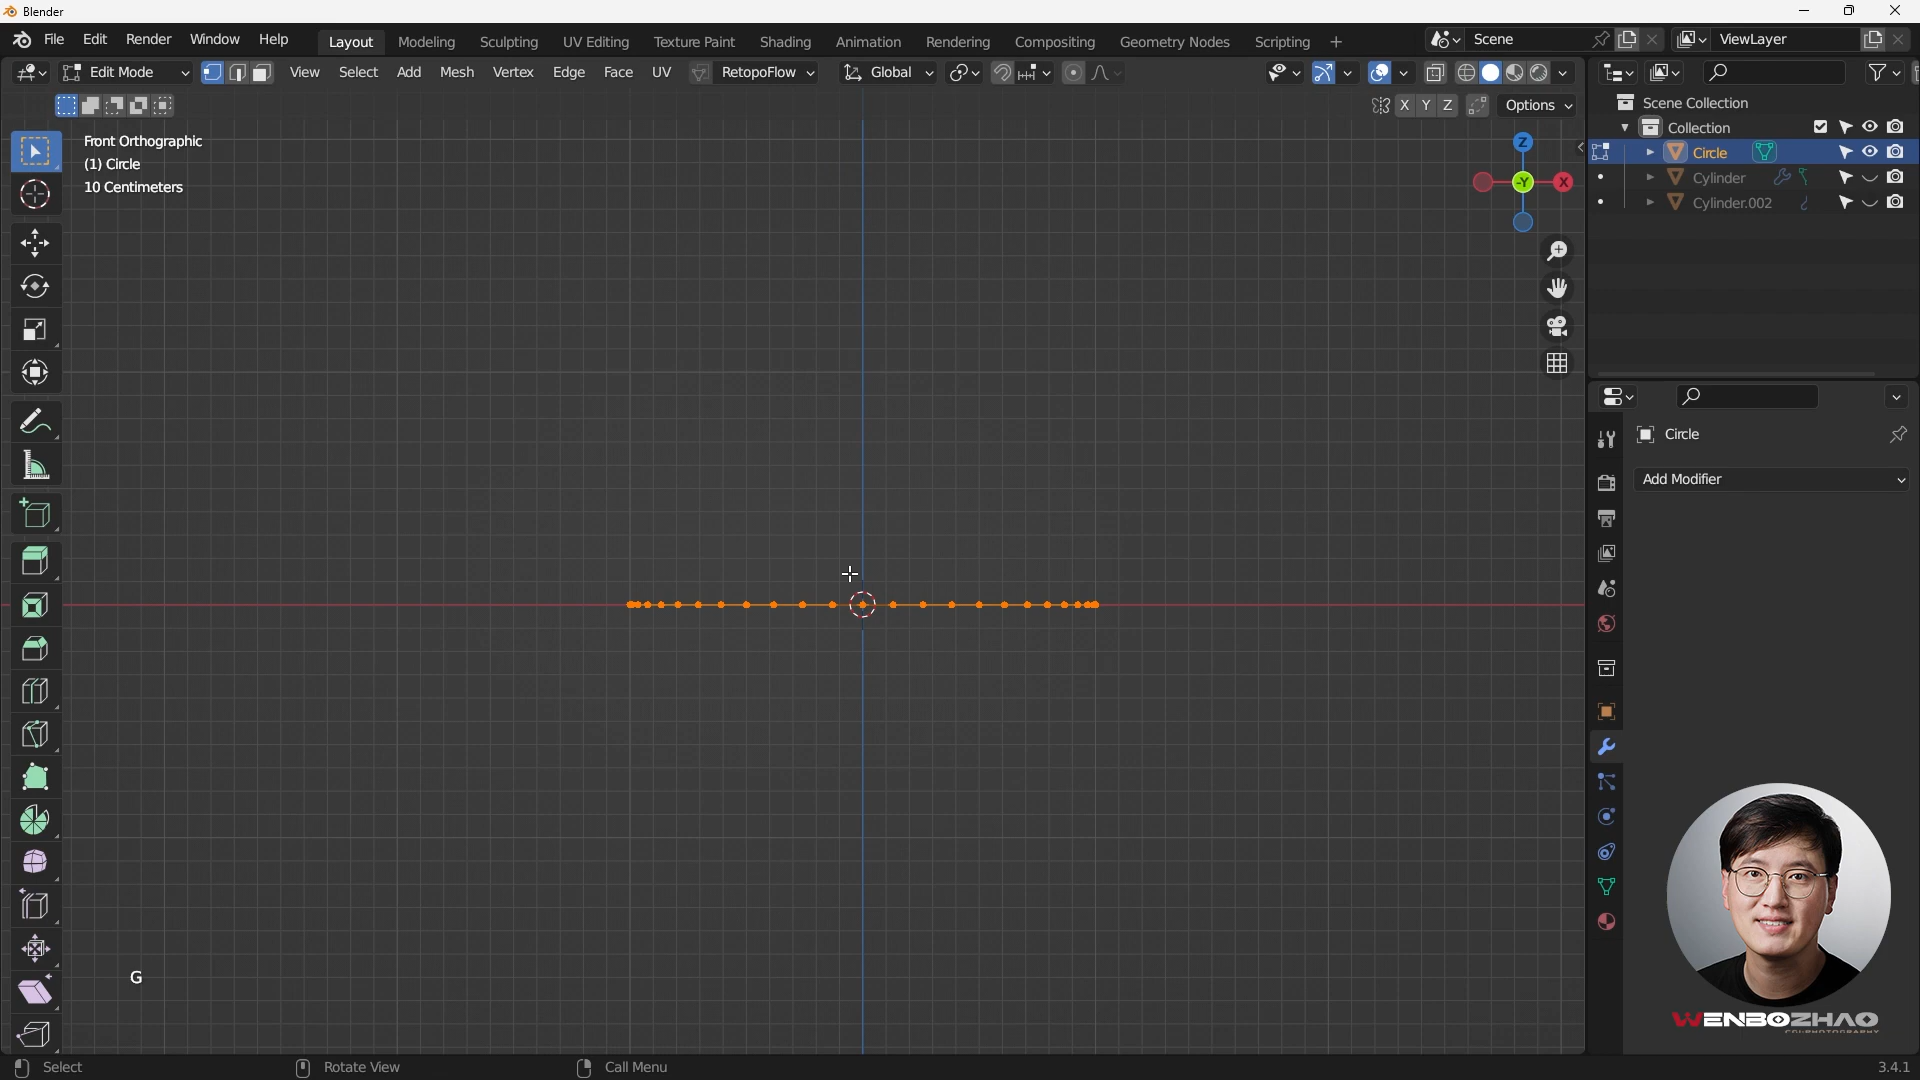 Blender
File Edit Render Window Help Layout Modeling Sculpting UV Editing Texture Paint Shading Animation Rendering Compositing Geometry Nodes Scripting + Scene ViewLayer
Edit Mode View Select Add Mesh Vertex Edge Face UV RetopoFlow Global
X Y Z Options
Front Orthographic
(1) Circle
10 Centimeters
Z
-Y X
G
Scene Collection
Collection
Circle
Cylinder
Cylinder.002
Circle
Add Modifier
WENBOZHAO
Select Rotate View Call Menu 3.4.1